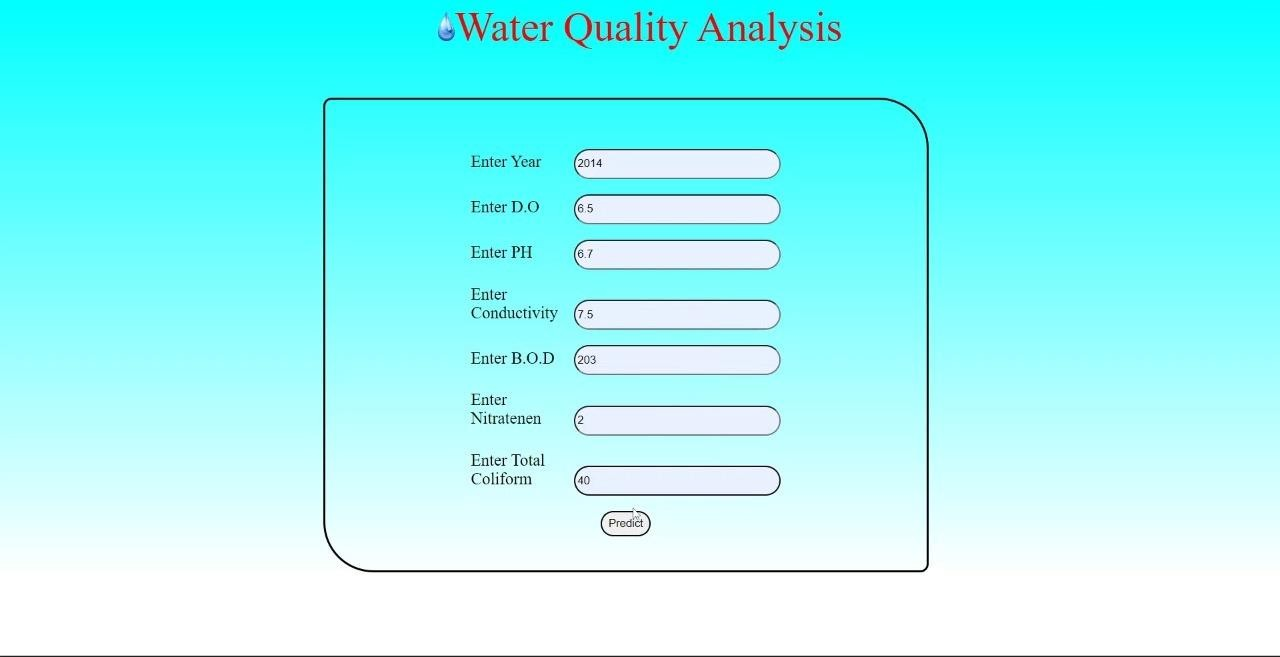 Water Quality Analysis
Enter Year 2014
Enter D.O 6.5
Enter PH 6.7
Enter
Conductivity 7.5
Enter B.O.D 203
Enter
Nitratenen 2
Enter Total
Coliform 40
Predict